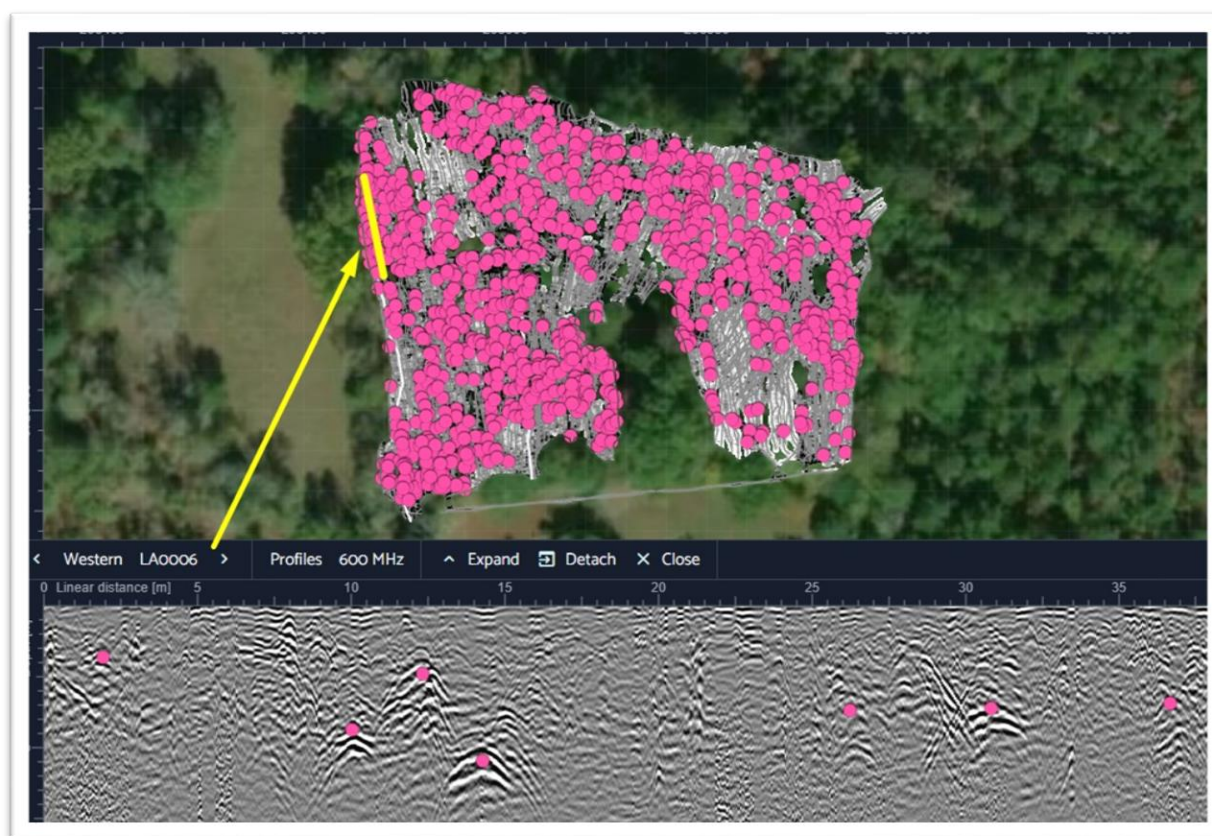 < Western LA0006 > Profiles 600 MHz ^ Expand Detach X Close
0 Linear distance [m] 5 10 15 20 25 30 35